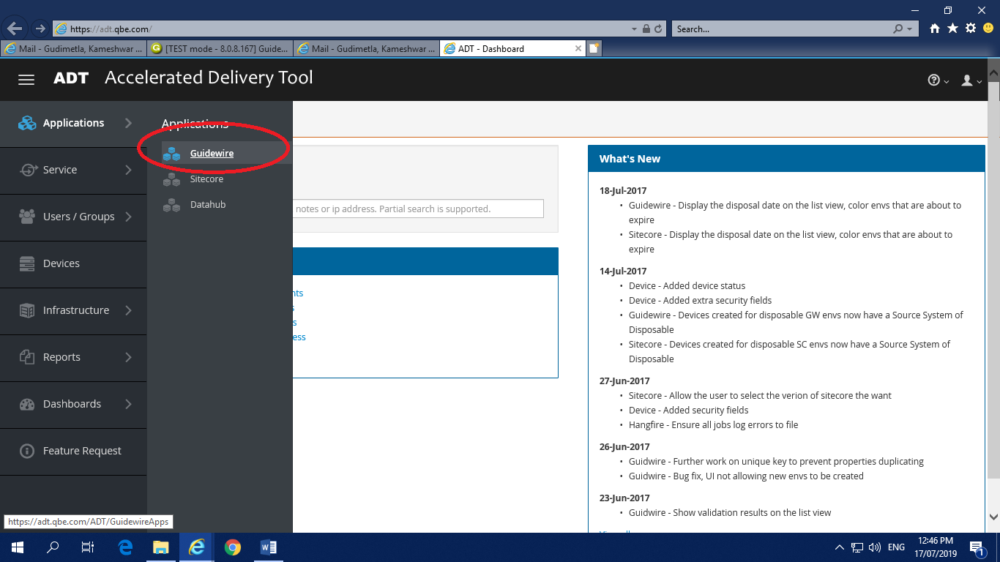 https://adt.qbe.com/
Search...
Mail - Gudimetla, Kameshwar ...
[TEST mode - 8.0.8.167] Guide...
Mail - Gudimetla, Kameshwar ...
ADT - Dashboard
ADT Accelerated Delivery Tool
Applications
Service
Users / Groups
Devices
Infrastructure
Reports
Dashboards
Feature Request
Applications
Guidewire
Sitecore
Datahub
notes or ip address. Partial search is supported.
nts
s
s
ess
What's New
18-Jul-2017
• Guidewire - Display the disposal date on the list view, color envs that are about to
expire
• Sitecore - Display the disposal date on the list view, color envs that are about to
expire
14-Jul-2017
• Device - Added device status
• Device - Added extra security fields
• Guidewire - Devices created for disposable GW envs now have a Source System of
Disposable
• Sitecore - Devices created for disposable SC envs now have a Source System of
Disposable
27-Jun-2017
• Sitecore - Allow the user to select the verion of sitecore the want
• Device - Added security fields
• Hangfire - Ensure all jobs log errors to file
26-Jun-2017
• Guidwire - Further work on unique key to prevent properties duplicating
• Guidwire - Bug fix, UI not allowing new envs to be created
23-Jun-2017
• Guidwire - Show validation results on the list view
https://adt.qbe.com/ADT/GuidewireApps
ENG
12:46 PM
17/07/2019
1